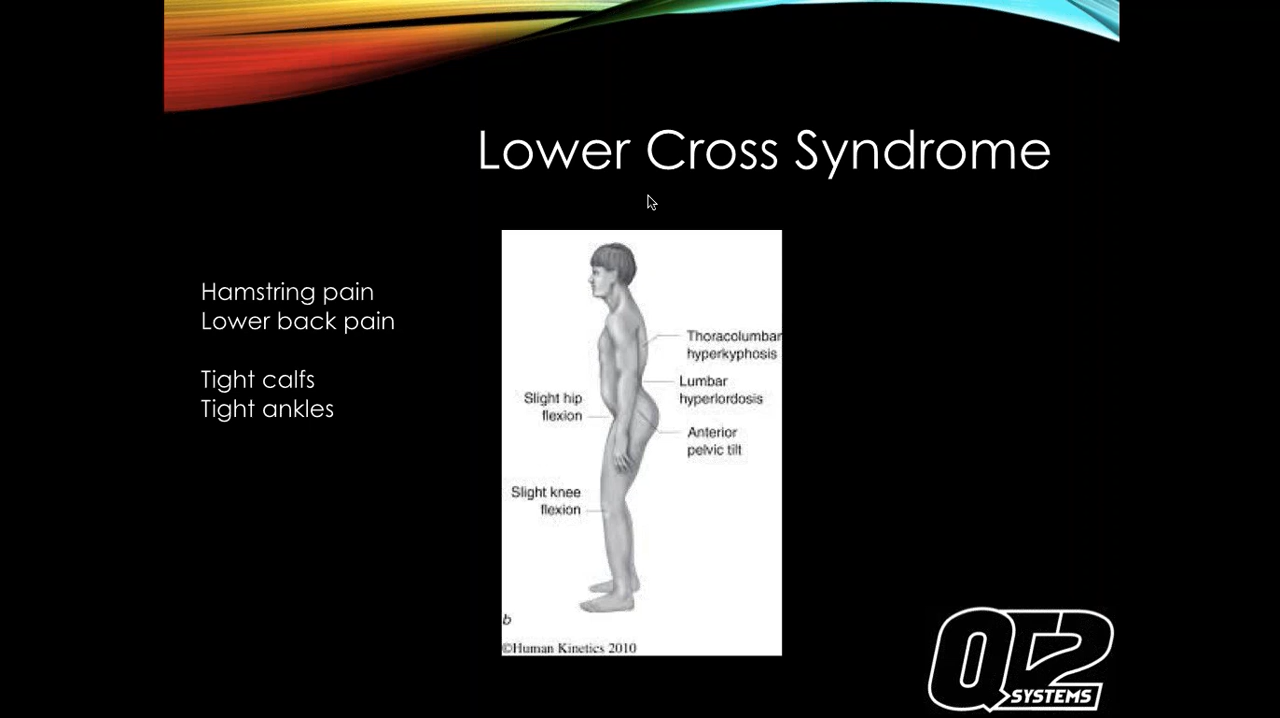 Lower Cross Syndrome
Hamstring pain
Lower back pain
Tight calfs
Tight ankles
Thoracolumbar
hyperkyphosis
Lumbar
hyperlordosis
Slight hip
flexion
Anterior
pelvic tilt
Slight knee
flexion
b
©Human Kinetics 2010
QT2
SYSTEMS